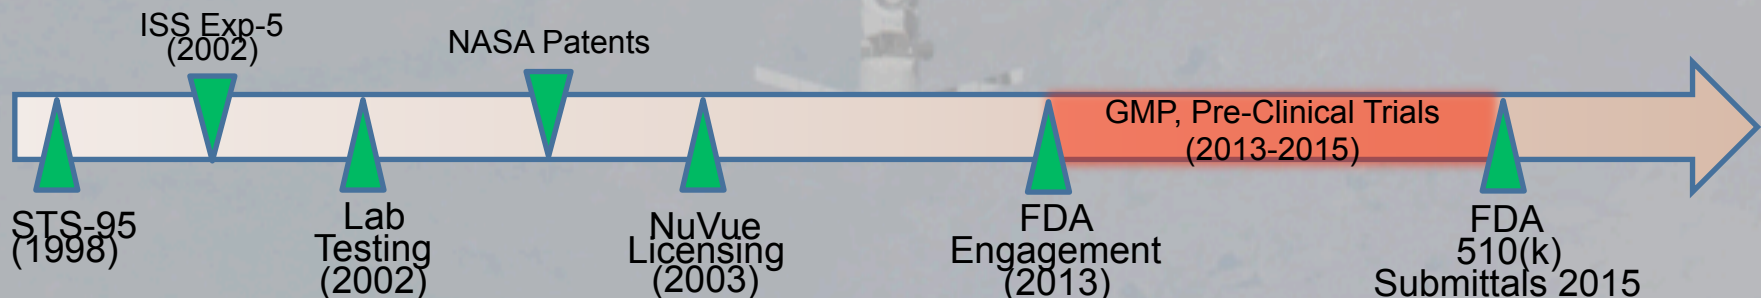 ISS Exp-5
(2002)
NASA Patents
GMP, Pre-Clinical Trials
(2013-2015)
STS-95
(1998)
Lab
Testing
(2002)
NuVue
Licensing
(2003)
FDA
Engagement
(2013)
FDA
510(k)
Submittals 2015